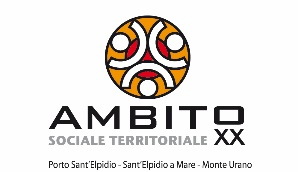 AMBITO
SOCIALE TERRITORIALE XX
Porto Sant'Elpidio - Sant'Elpidio a Mare - Monte Urano